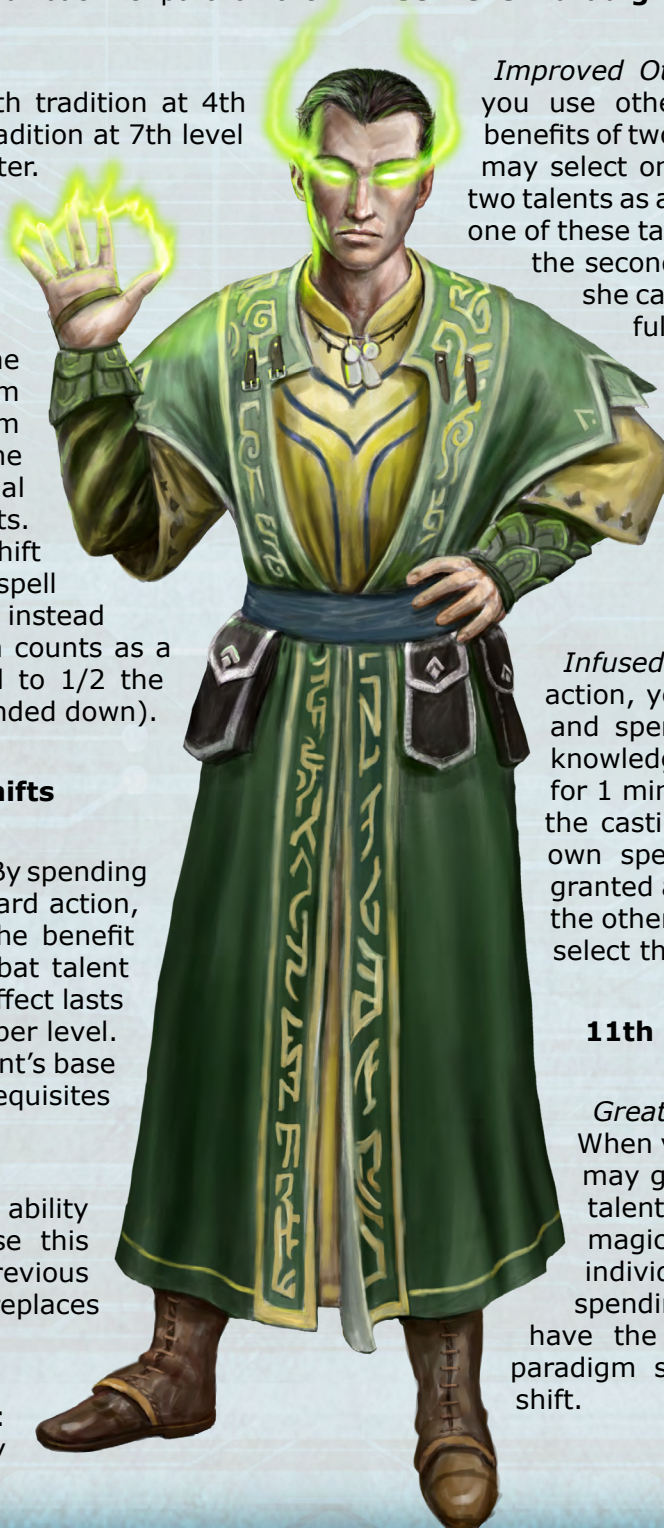 th tradition at 4th
adition at 7th level
ter.
he
m
m
he
al
ts.
hift
spell
instead
n counts as a
d to 1/2 the
nded down).
hifts
By spending
ard action,
he benefit
bat talent
ffect lasts
per level.
nt's base
equisites
ability
se this
revious
replaces
Improved Ot
you use othe
benefits of two
may select on
two talents as a
one of these ta
the second
she ca
ful
Infused
action, yo
and sper
knowledg
for 1 min
the casti
own spe
granted a
the other
select th
11th
Great
When y
may g
talent
magic
individ
spendin
have the
paradigm s
shift.